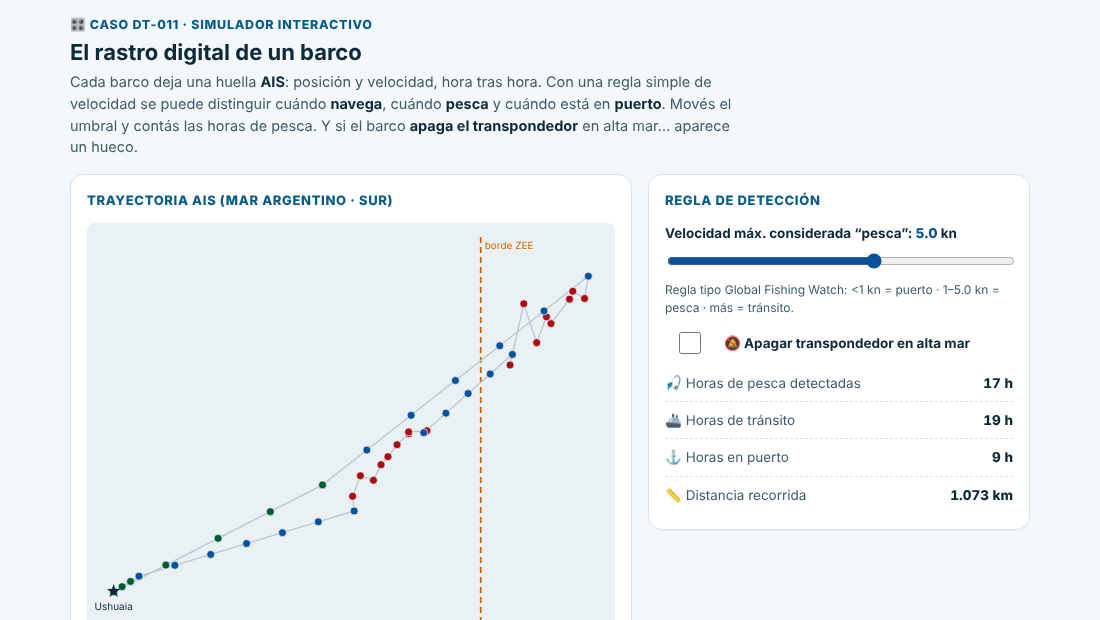 CASO DT-011 · SIMULADOR INTERACTIVO
El rastro digital de un barco
Cada barco deja una huella AIS: posición y velocidad, hora tras hora. Con una regla simple de
velocidad se puede distinguir cuándo navega, cuándo pesca y cuándo está en puerto. Movés el
umbral y contás las horas de pesca. Y si el barco apaga el transpondedor en alta mar… aparece
un hueco.
TRAYECTORIA AIS (MAR ARGENTINO · SUR)
borde ZEE
Ushuaia
REGLA DE DETECCIÓN
Velocidad máx. considerada “pesca”: 5.0 kn
Regla tipo Global Fishing Watch: <1 kn = puerto · 1–5.0 kn =
pesca · más = tránsito.
Apagar transpondedor en alta mar
Horas de pesca detectadas 17 h
Horas de tránsito 19 h
Horas en puerto 9 h
Distancia recorrida 1.073 km